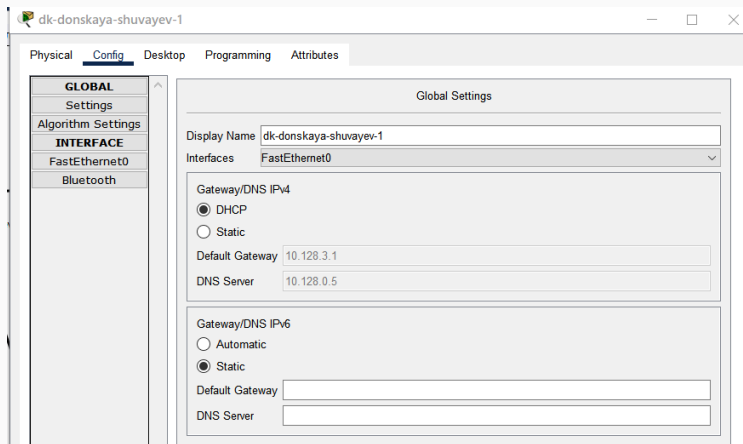 dk-donskaya-shuvayev-1
Physical Config Desktop Programming Attributes
GLOBAL
Settings
Algorithm Settings
INTERFACE
FastEthernet0
Bluetooth
Global Settings
Display Name dk-donskaya-shuvayev-1
Interfaces FastEthernet0
Gateway/DNS IPv4
DHCP
Static
Default Gateway 10.128.3.1
DNS Server 10.128.0.5
Gateway/DNS IPv6
Automatic
Static
Default Gateway
DNS Server